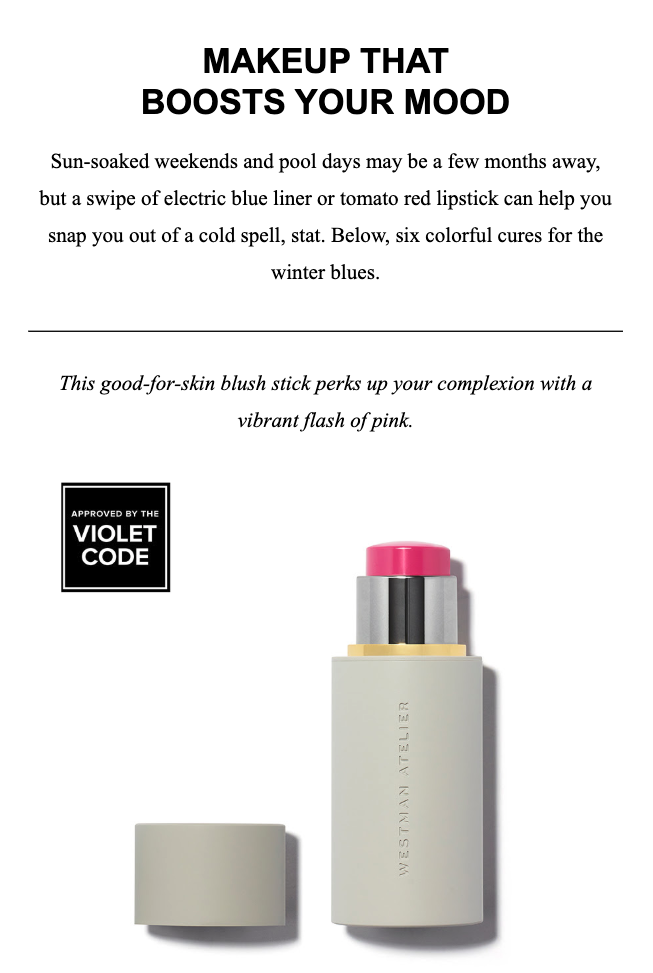 MAKEUP THAT
BOOSTS YOUR MOOD
Sun-soaked weekends and pool days may be a few months away,
but a swipe of electric blue liner or tomato red lipstick can help you
snap you out of a cold spell, stat. Below, six colorful cures for the
winter blues.
This good-for-skin blush stick perks up your complexion with a
vibrant flash of pink.
APPROVED BY THE
VIOLET
CODE
WESTMAN ATELIER